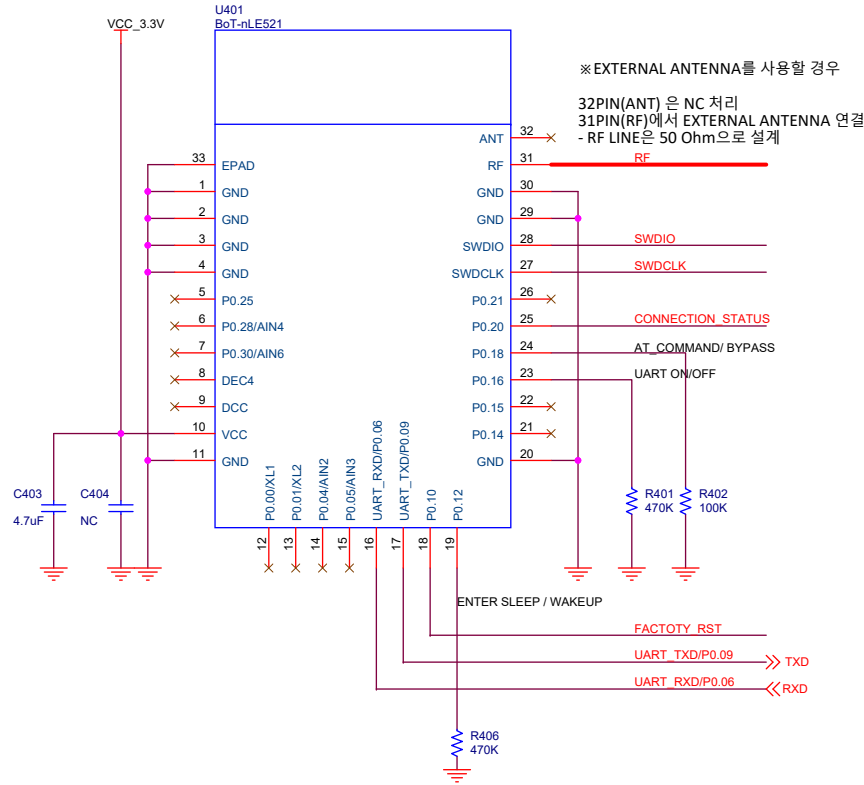 U401
BoT-nLE521
VCC_3.3V
※EXTERNAL ANTENNA를 사용할 경우
32PIN(ANT) 은 NC 처리
31PIN(RF)에서 EXTERNAL ANTENNA 연결
- RF LINE은 50 Ohm으로 설계
ANT 32
33 EPAD
RF 31 RF
1 GND
GND 30
2 GND
GND 29
3 GND
SWDIO 28 SWDIO
4 GND
SWDCLK 27 SWDCLK
5 P0.25
P0.21 26
6 P0.28/AIN4
P0.20 25 CONNECTION_STATUS
7 P0.30/AIN6
P0.18 24 AT_COMMAND/ BYPASS
8 DEC4
P0.16 23 UART ON/OFF
9 DCC
P0.15 22
10 VCC
P0.14 21
11 GND
GND 20
P0.00/XL1
P0.01/XL2
P0.04/AIN2
P0.05/AIN3
UART_RXD/P0.06
UART_TXD/P0.09
P0.10
P0.12
12
13
14
15
16
17
18
19
C403
4.7uF
C404
NC
R401
470K
R402
100K
ENTER SLEEP / WAKEUP
FACTOTY_RST
UART_TXD/P0.09 TXD
UART_RXD/P0.06 RXD
R406
470K